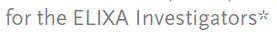 for the ELIXA Investigators*